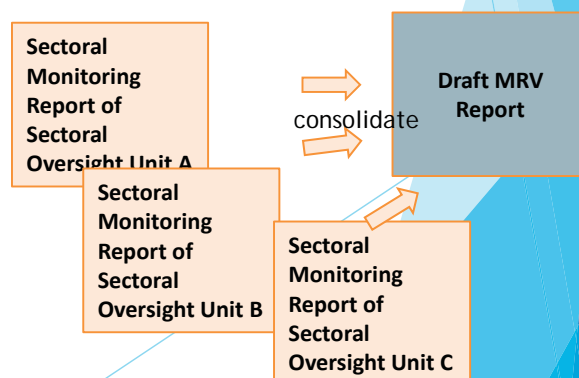 Sectoral
Monitoring
Report of
Sectoral
Oversight Unit A
consolidate
Draft MRV
Report
Sectoral
Monitoring
Report of
Sectoral
Oversight Unit B
Sectoral
Monitoring
Report of
Sectoral
Oversight Unit C